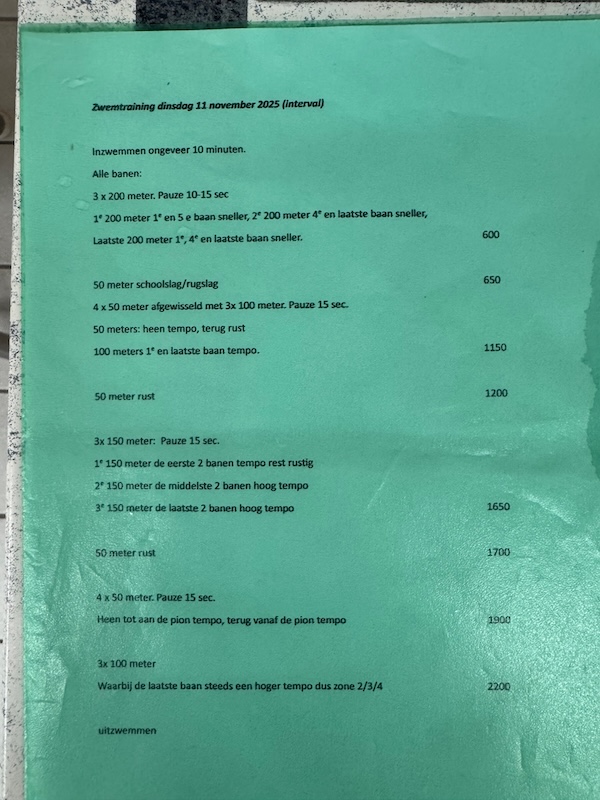 Zwemtraining dinsdag 11 november 2025 (interval)
Inzwemmen ongeveer 10 minuten.
Alle banen:
3 x 200 meter. Pauze 10-15 sec
1e 200 meter 1e en 5 e baan sneller, 2e 200 meter 4e en laatste baan sneller,
Laatste 200 meter 1e, 4e en laatste baan sneller. 600
50 meter schoolslag/rugslag 650
4 x 50 meter afgewisseld met 3x 100 meter. Pauze 15 sec.
50 meters: heen tempo, terug rust
100 meters 1e en laatste baan tempo. 1150
50 meter rust 1200
3x 150 meter: Pauze 15 sec.
1e 150 meter de eerste 2 banen tempo rest rustig
2e 150 meter de middelste 2 banen hoog tempo
3e 150 meter de laatste 2 banen hoog tempo 1650
50 meter rust 1700
4 x 50 meter. Pauze 15 sec.
Heen tot aan de pion tempo, terug vanaf de pion tempo 1900
3x 100 meter
Waarbij de laatste baan steeds een hoger tempo dus zone 2/3/4 2200
uitzwemmen